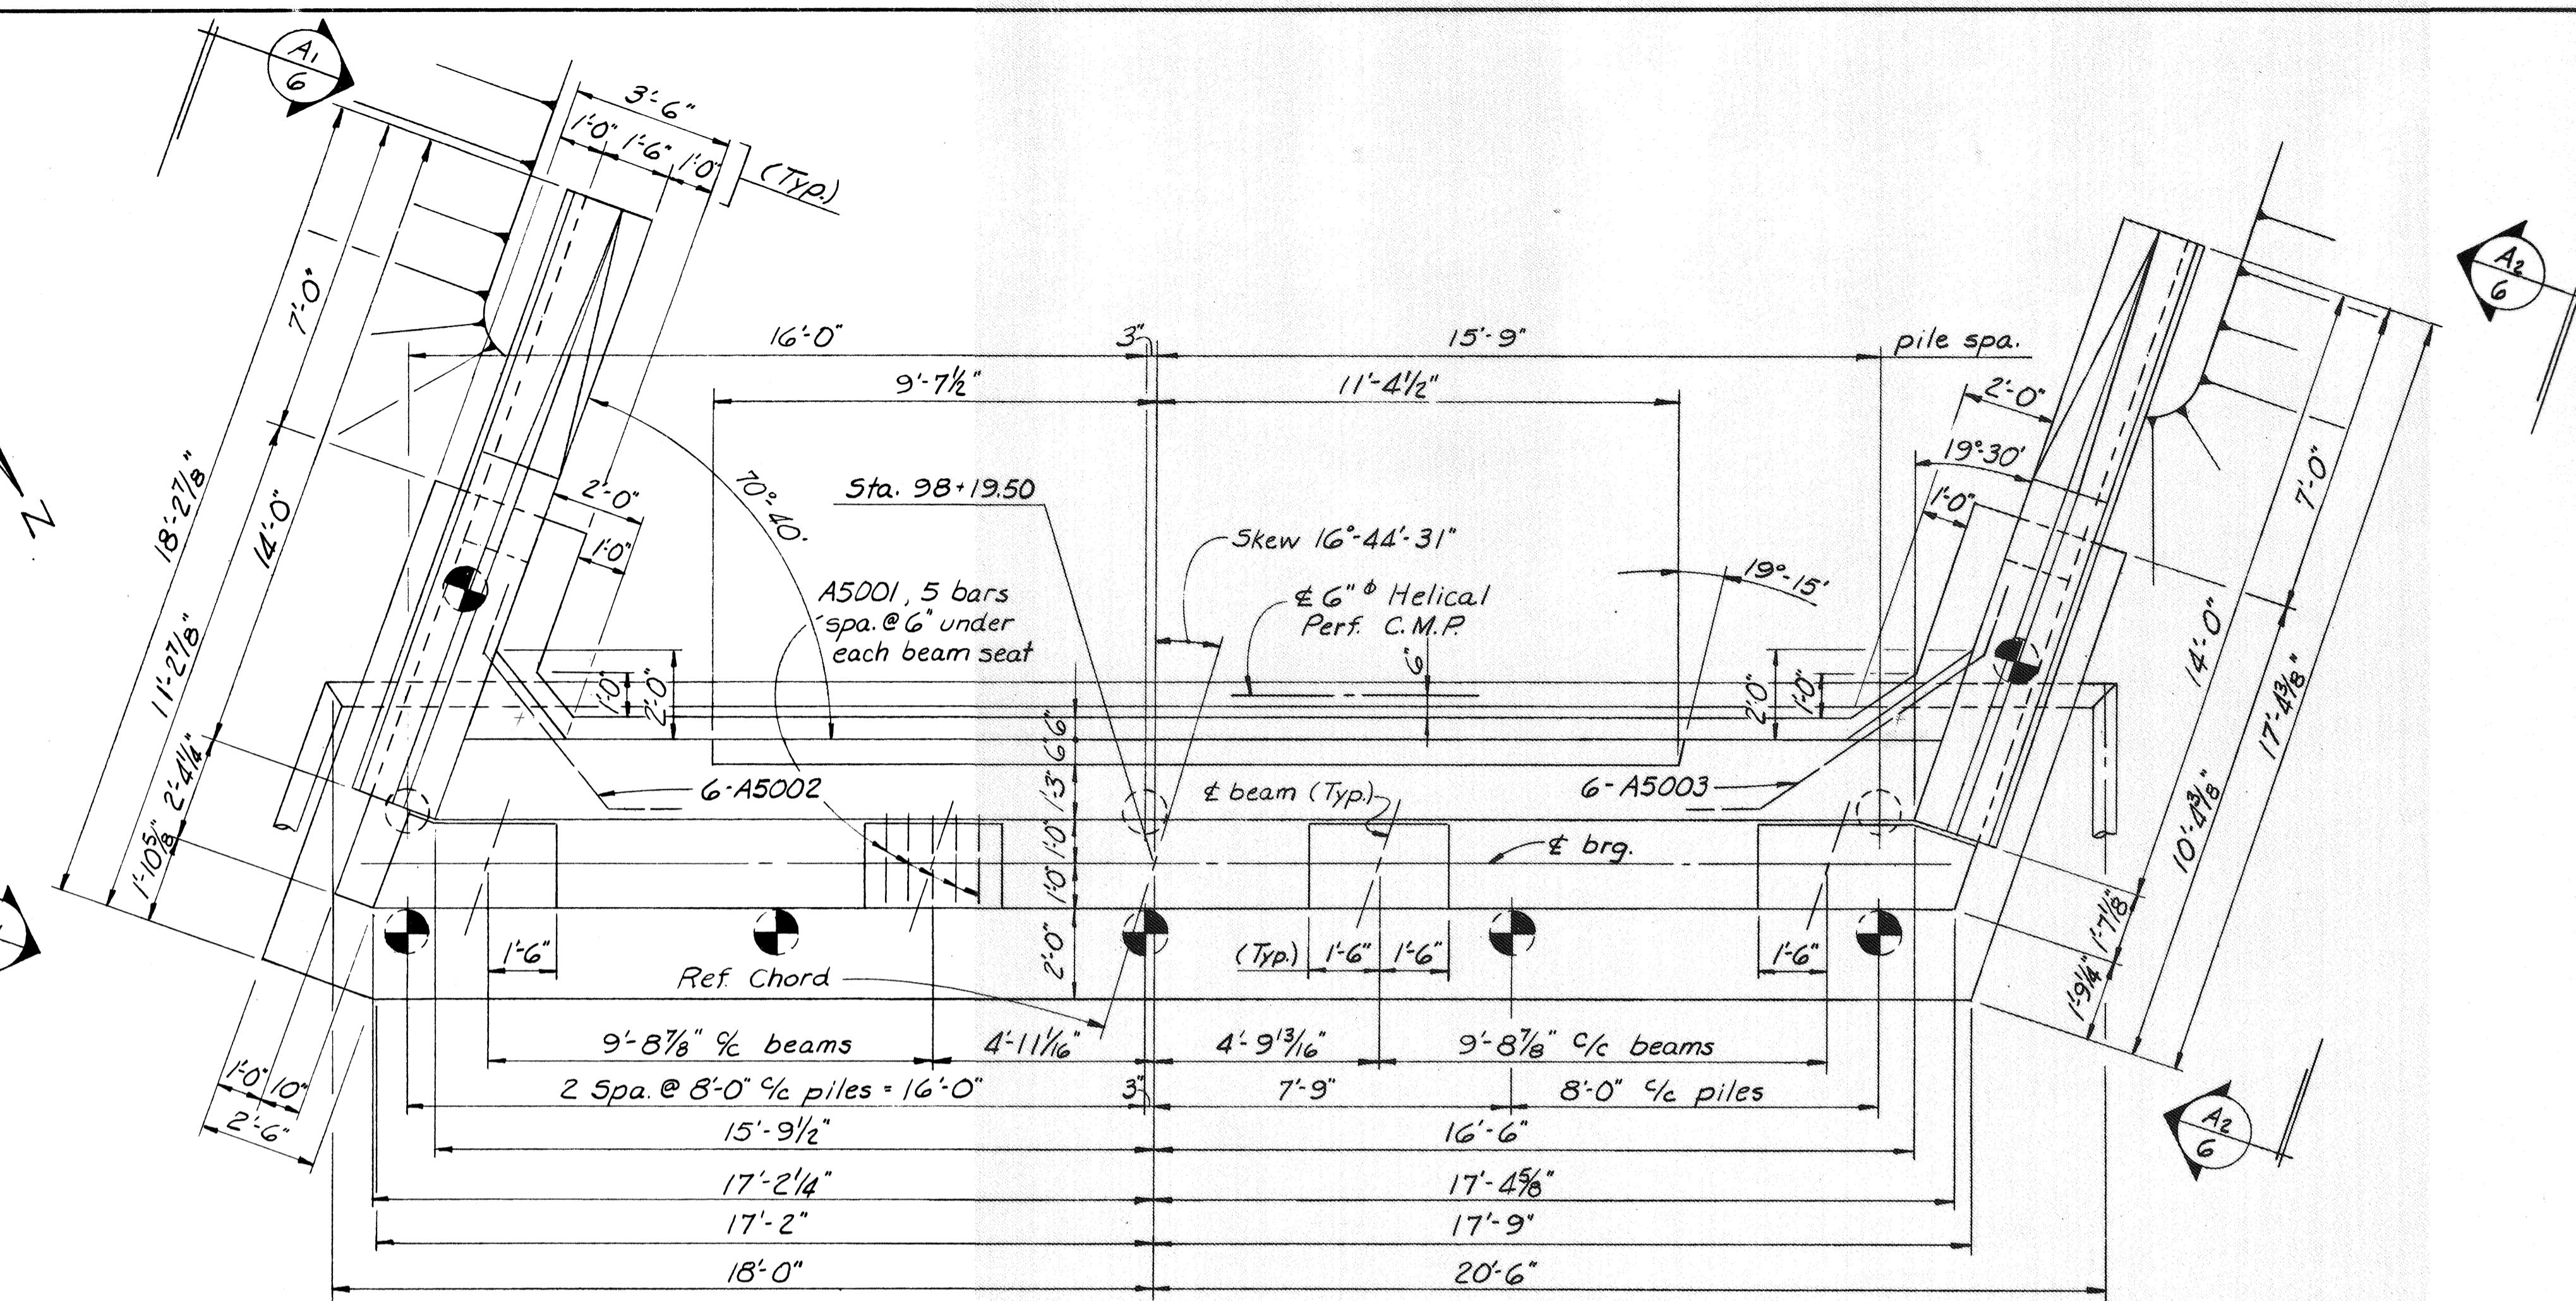 A1
6
3'-6"
1'-0" 1'-6" 1'-0"
(Typ.)
A2
6
7'-0"
18'-2 7/8"
14'-0"
11'-2 7/8"
2'-4 1/4"
1'-10 5/8"
N
16'-0" 3" 15'-9" pile spa.
9'-7 1/2" 11'-4 1/2"
2'-0"
19°-30'
1'-0"
7'-0"
70°-40'
Sta. 98+19.50
2'-0"
1'-0"
Skew 16°-44'-31"
19°-15'
A5001, 5 bars
spa. @ 6" under
each beam seat
℄ 6" ϕ Helical
Perf. C.M.P.
6"
1'-0" 2'-0"
2'-0" 1'-0"
14'-0"
17'-4 3/8"
10'-4 3/8"
1'-7 1/8"
1'-9 1/4"
6"
6"
1'-3"
1'-0"
1'-0"
2'-0"
6-A5002
℄ beam (Typ.)
6-A5003
℄ brg.
1'-6"
(Typ.) 1'-6" 1'-6"
1'-6"
Ref. Chord
9'-8 7/8" c/c beams 4'-11 1/16" 4'-9 13/16" 9'-8 7/8" c/c beams
1'-0" 10"
2'-6"
2 Spa. @ 8'-0" c/c piles = 16'-0" 3" 7'-9" 8'-0" c/c piles
A2
6
15'-9 1/2" 16'-6"
17'-2 1/4" 17'-4 5/8"
17'-2" 17'-9"
18'-0" 20'-6"